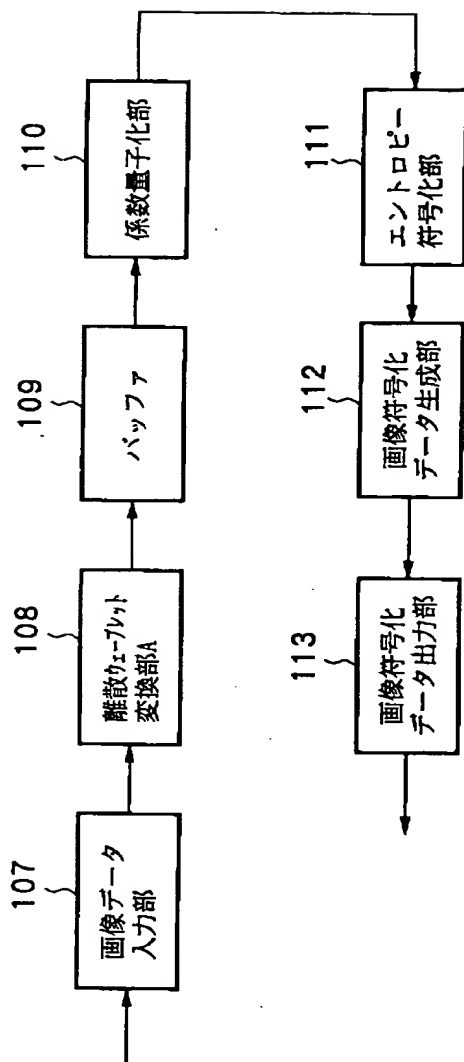 107
画像データ
入力部
108
離散ウェーブレット
変換部A
109
バッファ
110
係数量子化部
111
エントロピー
符号化部
112
画像符号化
データ生成部
113
画像符号化
データ出力部